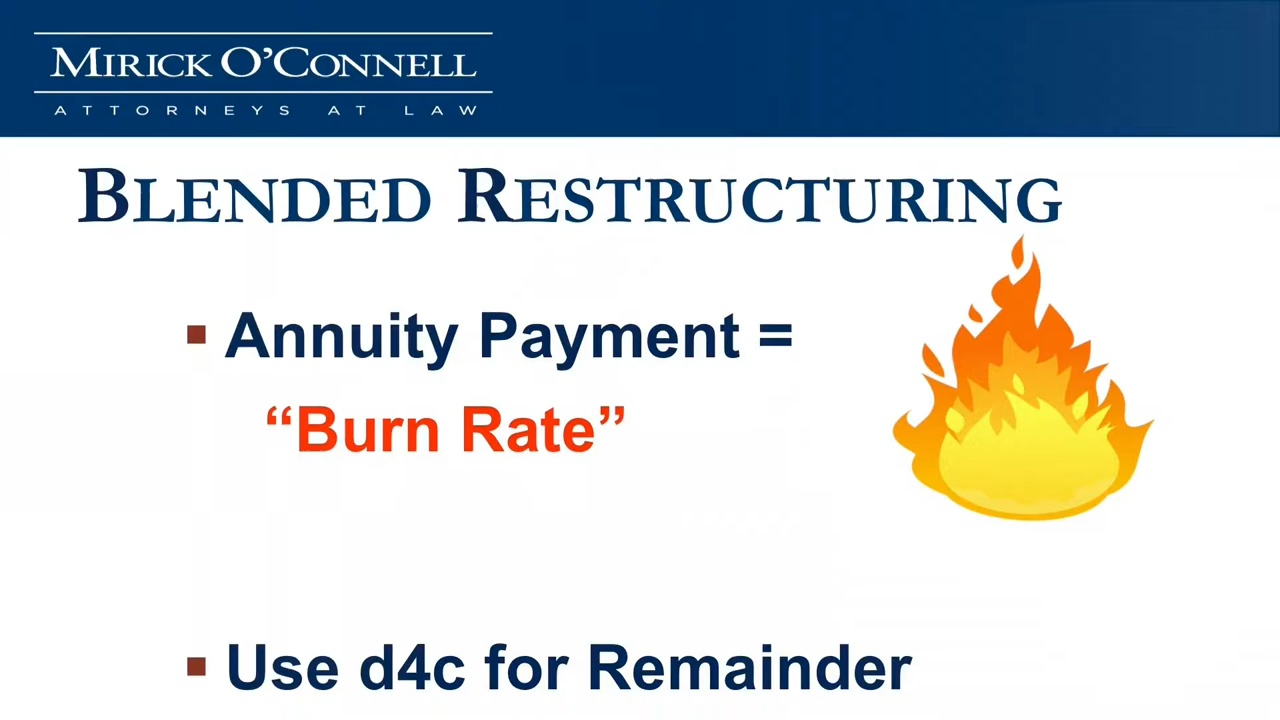 MIRICK O’CONNELL
ATTORNEYS AT LAW
BLENDED RESTRUCTURING
▪ Annuity Payment =
“Burn Rate”
▪ Use d4c for Remainder